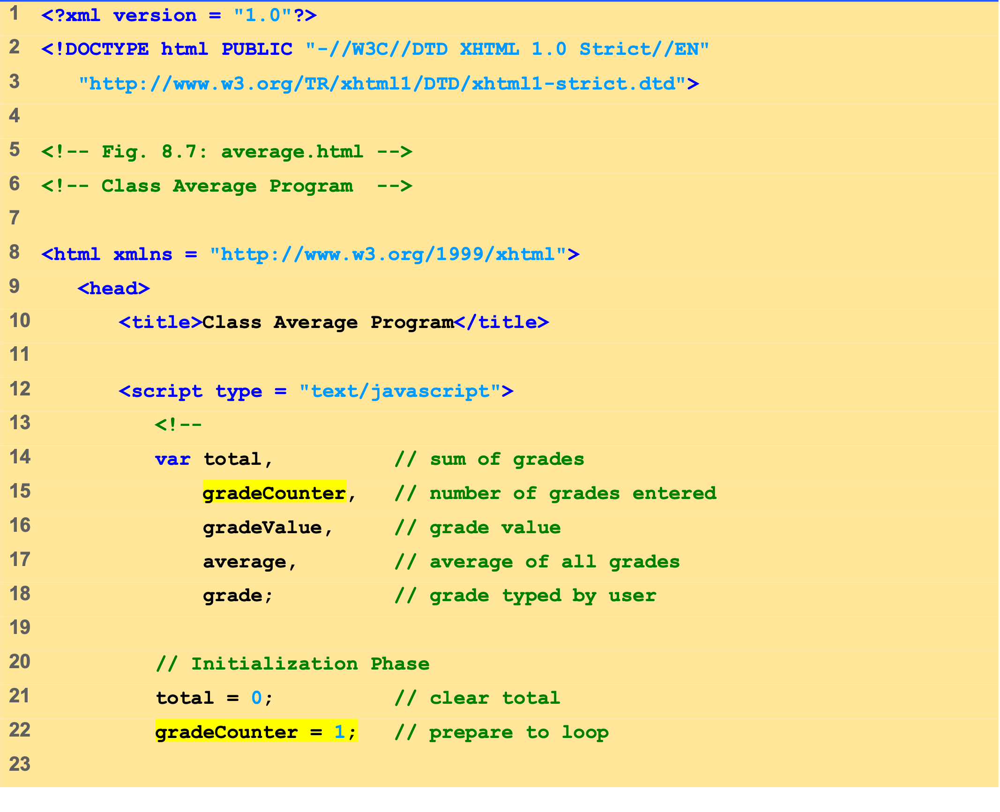 1 <?xml version = "1.0"?>
2 <!DOCTYPE html PUBLIC "-//W3C//DTD XHTML 1.0 Strict//EN"
3    "http://www.w3.org/TR/xhtml1/DTD/xhtml1-strict.dtd">
4
5 <!-- Fig. 8.7: average.html -->
6 <!-- Class Average Program  -->
7
8 <html xmlns = "http://www.w3.org/1999/xhtml">
9    <head>
10       <title>Class Average Program</title>
11
12       <script type = "text/javascript">
13          <!--
14          var total,          // sum of grades
15              gradeCounter,   // number of grades entered
16              gradeValue,     // grade value
17              average,        // average of all grades
18              grade;          // grade typed by user
19
20          // Initialization Phase
21          total = 0;          // clear total
22          gradeCounter = 1;   // prepare to loop
23